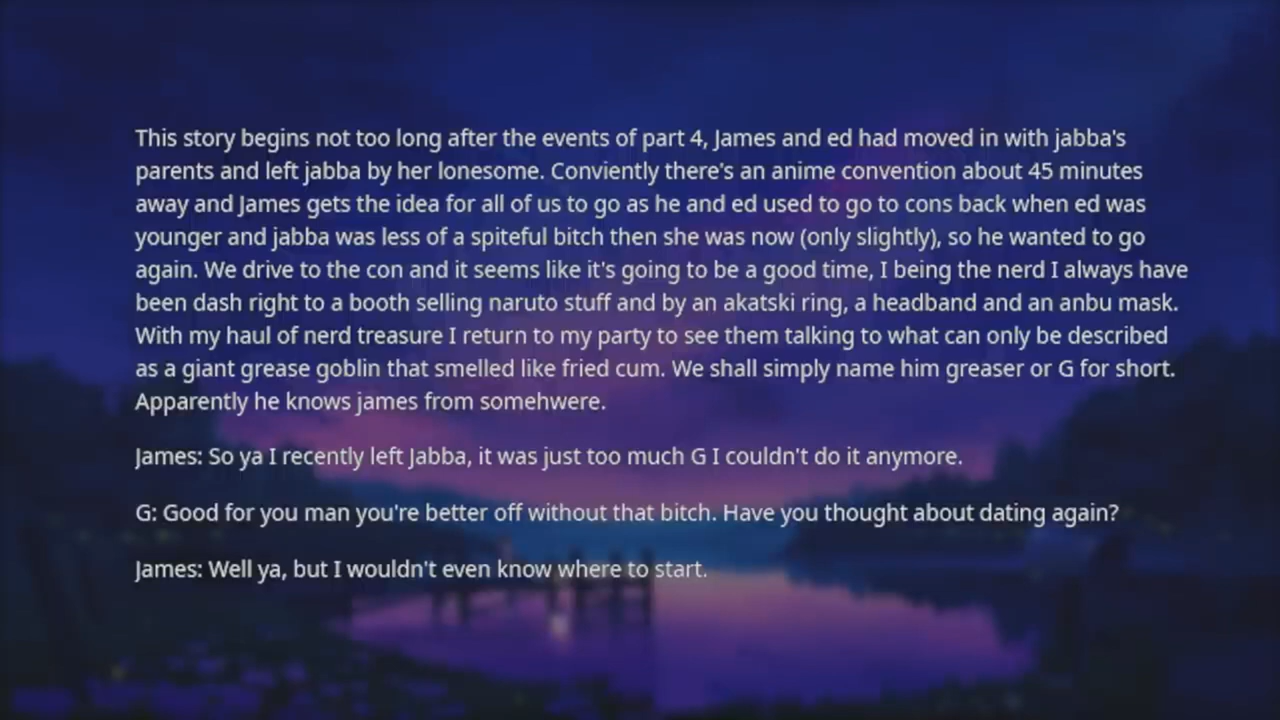 This story begins not too long after the events of part 4, James and ed had moved in with jabba's
parents and left jabba by her lonesome. Conviently there's an anime convention about 45 minutes
away and James gets the idea for all of us to go as he and ed used to go to cons back when ed was
younger and jabba was less of a spiteful bitch then she was now (only slightly), so he wanted to go
again. We drive to the con and it seems like it's going to be a good time, I being the nerd I always have
been dash right to a booth selling naruto stuff and by an akatski ring, a headband and an anbu mask.
With my haul of nerd treasure I return to my party to see them talking to what can only be described
as a giant grease goblin that smelled like fried cum. We shall simply name him greaser or G for short.
Apparently he knows james from somehwere.
James: So ya I recently left Jabba, it was just too much G I couldn't do it anymore.
G: Good for you man you're better off without that bitch. Have you thought about dating again?
James: Well ya, but I wouldn't even know where to start.